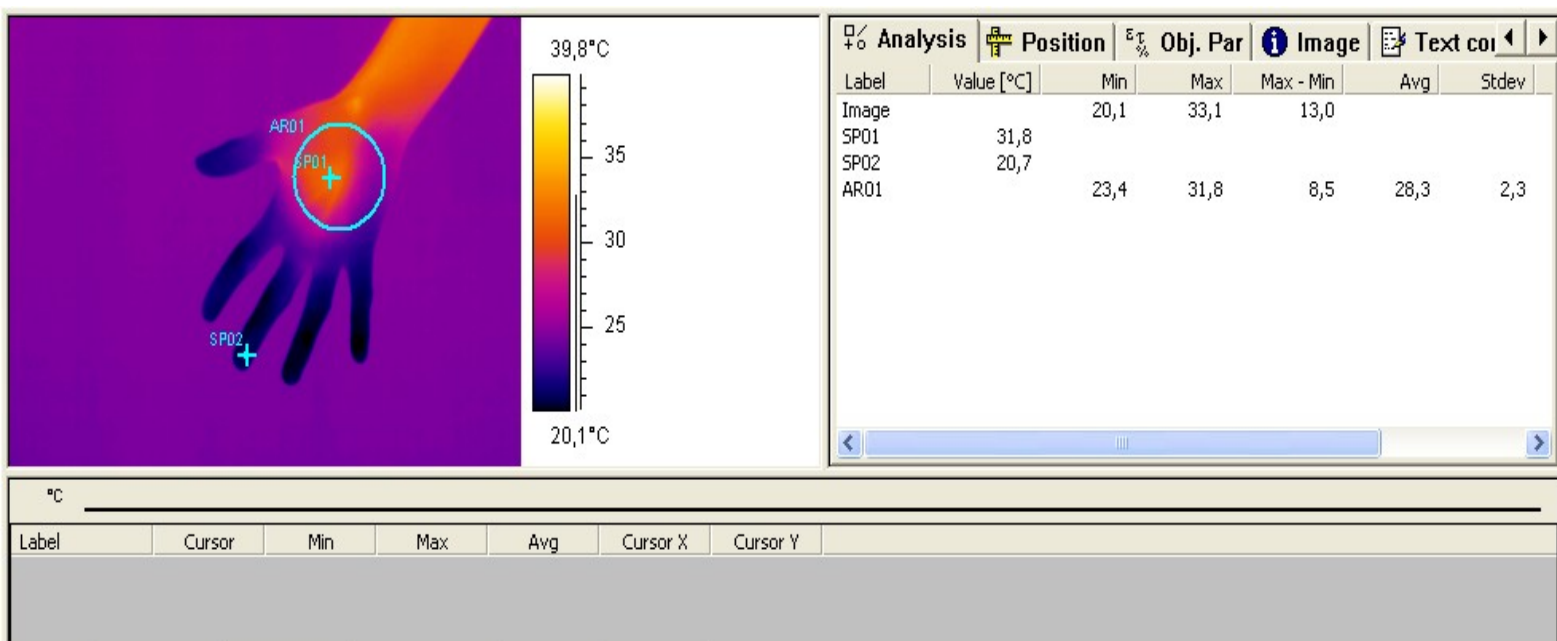 39,8°C
AR01
SP01
SP02
35
30
25
20,1°C
Analysis Position Obj. Par Image
Label Value [°C] Min Max Max - Min Avg Stdev
Image 20,1 33,1 13,0
SP01 31,8
SP02 20,7
AR01 23,4 31,8 8,5 28,3 2,3
°C
Label Cursor Min Max Avg Cursor X Cursor Y